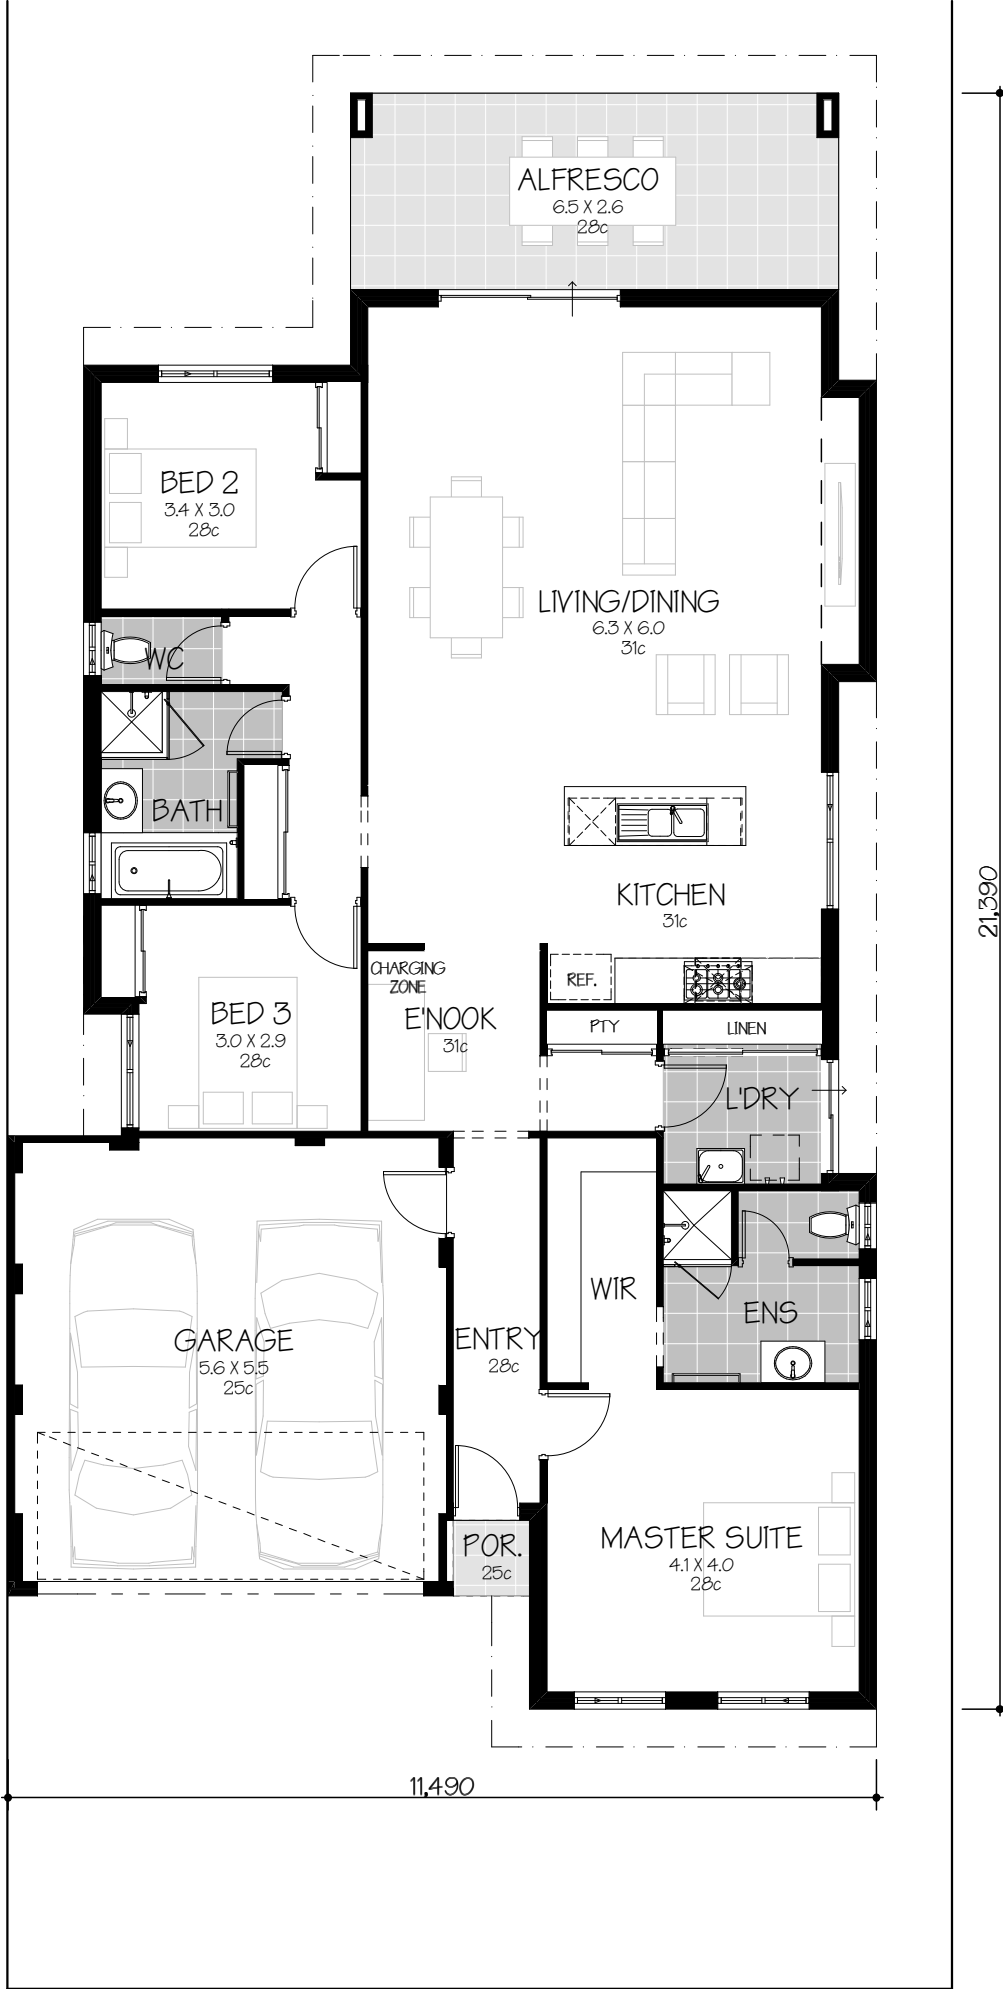 ALFRESCO
6.5 X 2.6
28c
BED 2
3.4 X 3.0
28c
LIVING/DINING
6.3 X 6.0
31c
WC
BATH
KITCHEN
31c
21,390
CHARGING
ZONE
REF.
E'NOOK
31c
BED 3
3.0 X 2.9
28c
PTY
LINEN
L'DRY
WIR
ENS
GARAGE
5.6 X 5.5
25c
ENTRY
28c
POR.
25c
MASTER SUITE
4.1 X 4.0
28c
11,490